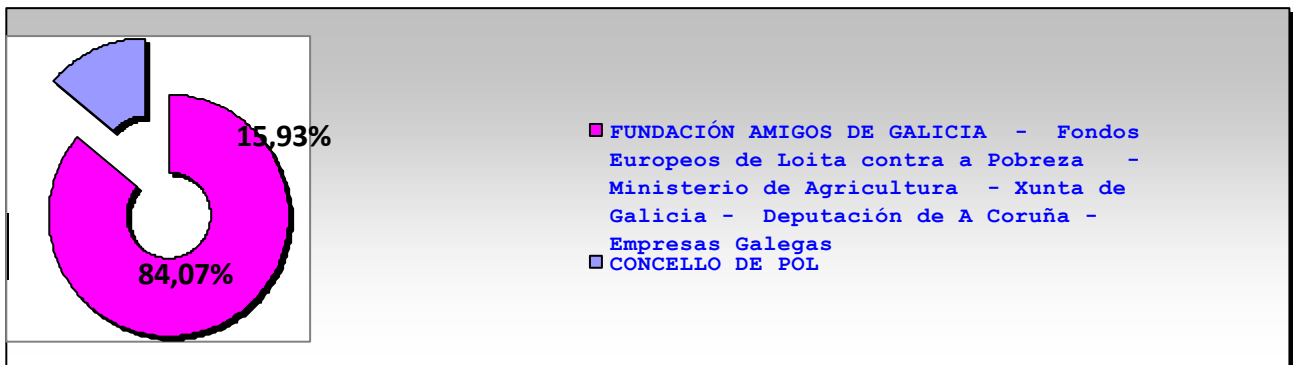 15,93%
84,07%
FUNDACIÓN AMIGOS DE GALICIA - Fondos
Europeos de Loita contra a Pobreza -
Ministerio de Agricultura - Xunta de
Galicia - Deputación de A Coruña -
Empresas Galegas
CONCELLO DE POL